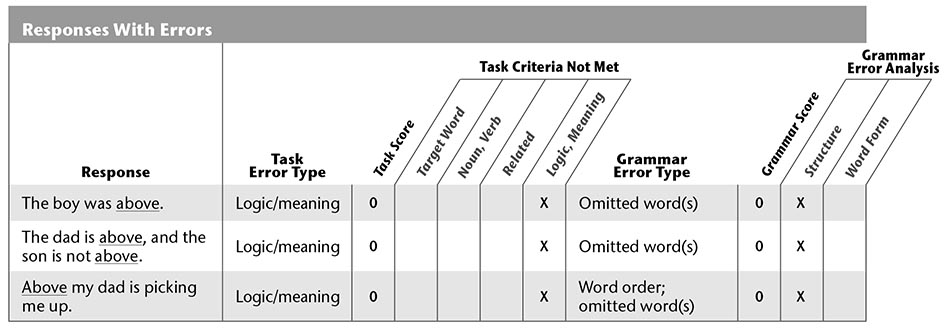 Responses With Errors
Task Criteria Not Met
Grammar
Error Analysis
Response
Task
Error Type
Task Score
Target Word
Noun, Verb
Related
Logic, Meaning
Grammar
Error Type
Grammar Score
Structure
Word Form
The boy was above. Logic/meaning 0 X Omitted word(s) 0 X
The dad is above, and the
son is not above. Logic/meaning 0 X Omitted word(s) 0 X
Above my dad is picking
me up. Logic/meaning 0 X Word order;
omitted word(s) 0 X